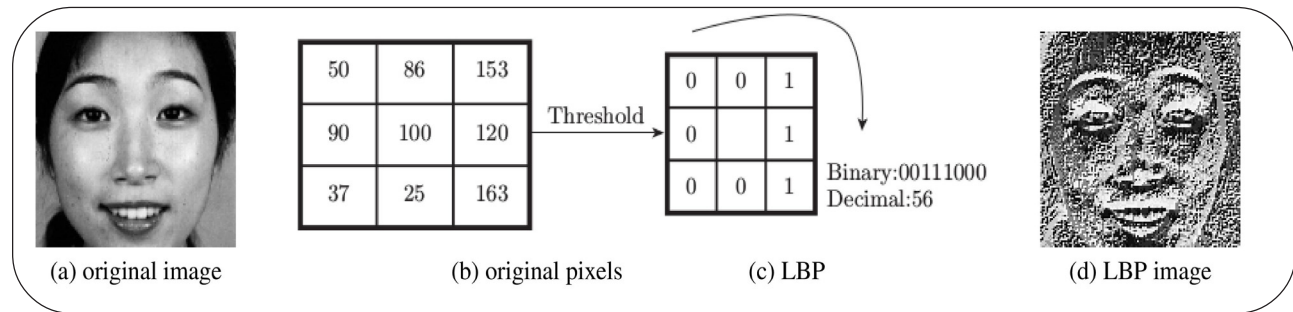 50 86 153
90 100 120
37 25 163
Threshold
0 0 1
0 1
0 0 1
Binary:00111000
Decimal:56
(a) original image
(b) original pixels
(c) LBP
(d) LBP image